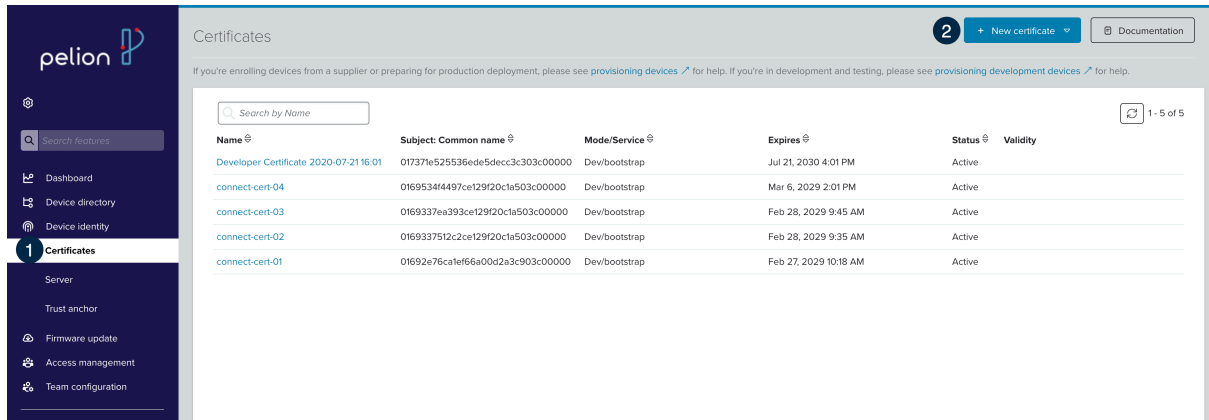 pelion
Search features
Dashboard
Device directory
Device identity
1 Certificates
Server
Trust anchor
Firmware update
Access management
Team configuration
Certificates
2 + New certificate
Documentation
If you're enrolling devices from a supplier or preparing for production deployment, please see provisioning devices ↗ for help. If you're in development and testing, please see provisioning development devices ↗ for help.
Search by Name
1 - 5 of 5
Name Subject: Common name Mode/Service Expires Status Validity
Developer Certificate 2020-07-21 16:01 017371e525536ede5decc3c303c00000 Dev/bootstrap Jul 21, 2030 4:01 PM Active
connect-cert-04 0169534f4497ce129f20c1a503c00000 Dev/bootstrap Mar 6, 2029 2:01 PM Active
connect-cert-03 0169337ea393ce129f20c1a503c00000 Dev/bootstrap Feb 28, 2029 9:45 AM Active
connect-cert-02 0169337512c2ce129f20c1a503c00000 Dev/bootstrap Feb 28, 2029 9:35 AM Active
connect-cert-01 01692e76ca1ef66a00d2a3c903c00000 Dev/bootstrap Feb 27, 2029 10:18 AM Active